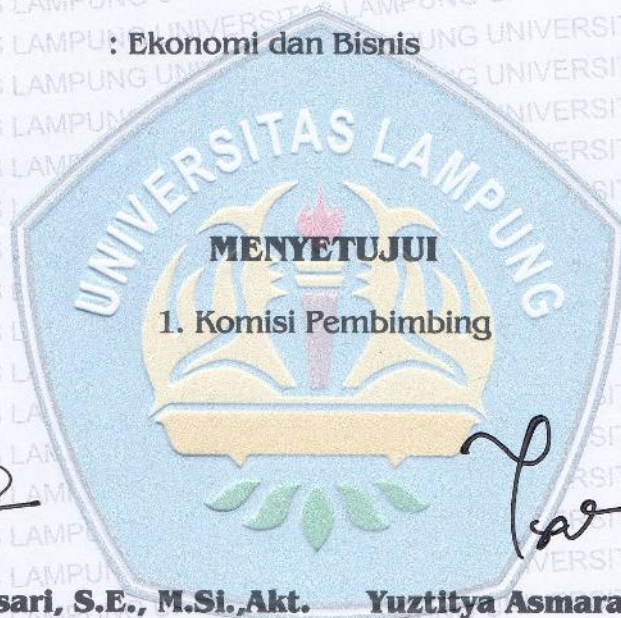 : Ekonomi dan Bisnis
UNIVERSITAS LAMPUNG
MENYETUJUI
1. Komisi Pembimbing
sari, S.E., M.Si.,Akt. Yuztitya Asmara